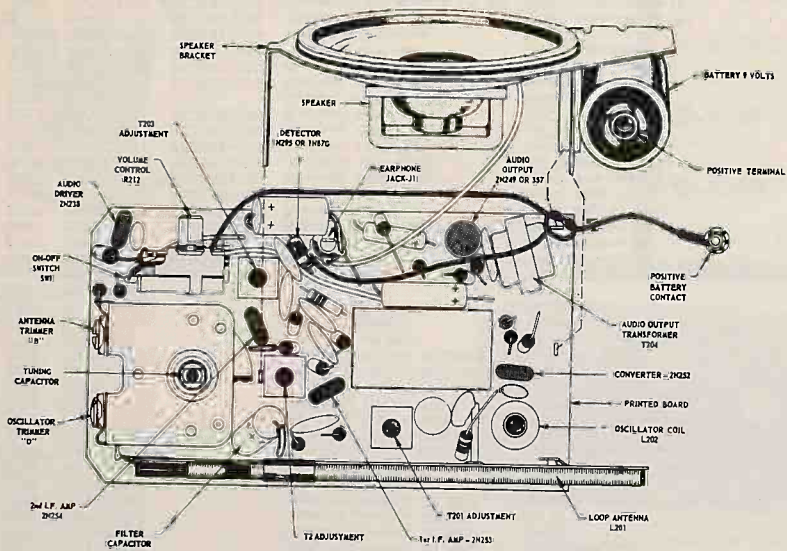 SPEAKER
BRACKET
BATTERY 9 VOLTS
SPEAKER
T203
ADJUSTMENT
DETECTOR
1N295 OR 1N87G
POSITIVE TERMINAL
VOLUME
CONTROL
R212
EARPHONE
JACK-J1
AUDIO
OUTPUT
2N249 OR 357
AUDIO
DRIVER
2N238
ON-OFF
SWITCH
SW1
POSITIVE
BATTERY
CONTACT
ANTENNA
TRIMMER
"B"
AUDIO OUTPUT
TRANSFORMER
T204
TUNING
CAPACITOR
CONVERTER - 2N252
PRINTED BOARD
OSCILLATOR
TRIMMER
"D"
OSCILLATOR COIL
L202
2nd I.F. AMP
2N254
FILTER
CAPACITOR
T2 ADJUSTMENT
1st I.F. AMP - 2N253
T201 ADJUSTMENT
LOOP ANTENNA
L201